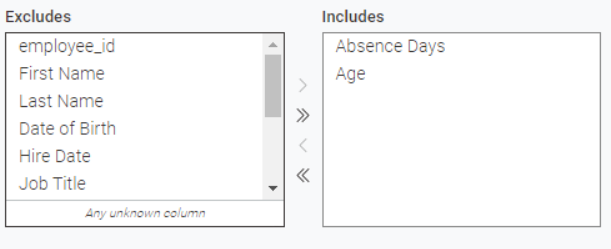 Excludes
employee_id
First Name
Last Name
Date of Birth
Hire Date
Job Title
Any unknown column
Includes
Absence Days
Age